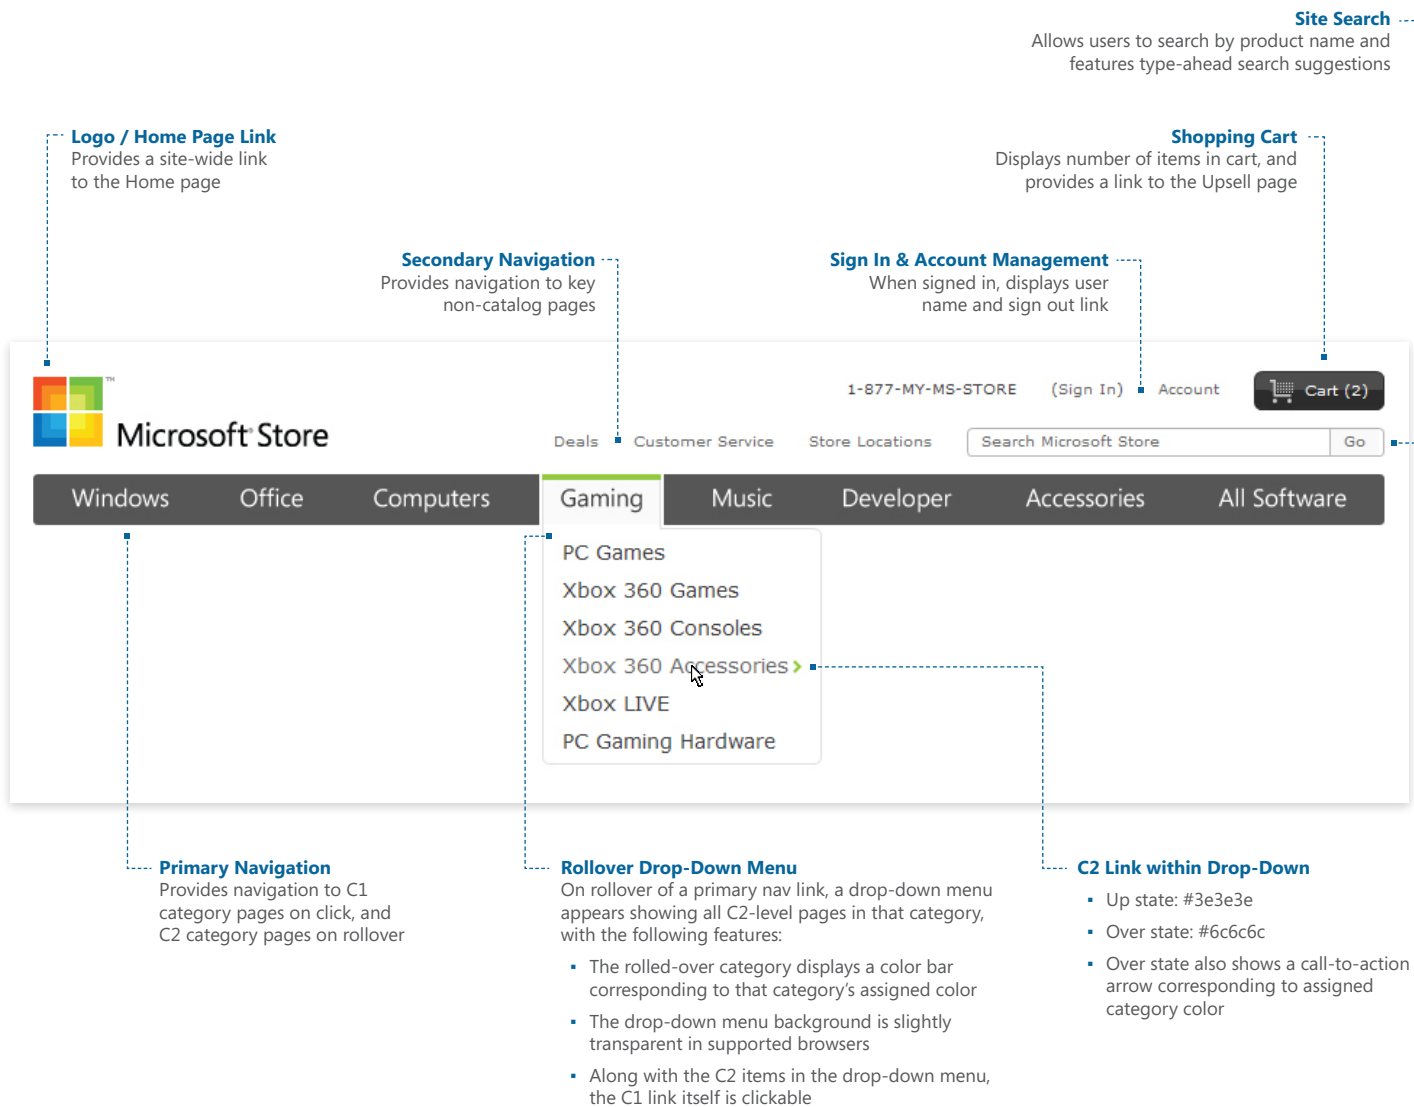 Site Search
Allows users to search by product name and
features type-ahead search suggestions
Logo / Home Page Link
Provides a site-wide link
to the Home page
Shopping Cart
Displays number of items in cart, and
provides a link to the Upsell page
Secondary Navigation
Provides navigation to key
non-catalog pages
Sign In & Account Management
When signed in, displays user
name and sign out link
Microsoft® Store
TM
1-877-MY-MS-STORE (Sign In) Account Cart (2)
Deals Customer Service Store Locations Search Microsoft Store Go
Windows Office Computers Gaming Music Developer Accessories All Software
PC Games
Xbox 360 Games
Xbox 360 Consoles
Xbox 360 Accessories
Xbox LIVE
PC Gaming Hardware
Primary Navigation
Provides navigation to C1
category pages on click, and
C2 category pages on rollover
Rollover Drop-Down Menu
On rollover of a primary nav link, a drop-down menu
appears showing all C2-level pages in that category,
with the following features:
▪ The rolled-over category displays a color bar
corresponding to that category’s assigned color
▪ The drop-down menu background is slightly
transparent in supported browsers
▪ Along with the C2 items in the drop-down menu,
the C1 link itself is clickable
C2 Link within Drop-Down
▪ Up state: #3e3e3e
▪ Over state: #6c6c6c
▪ Over state also shows a call-to-action
arrow corresponding to assigned
category color